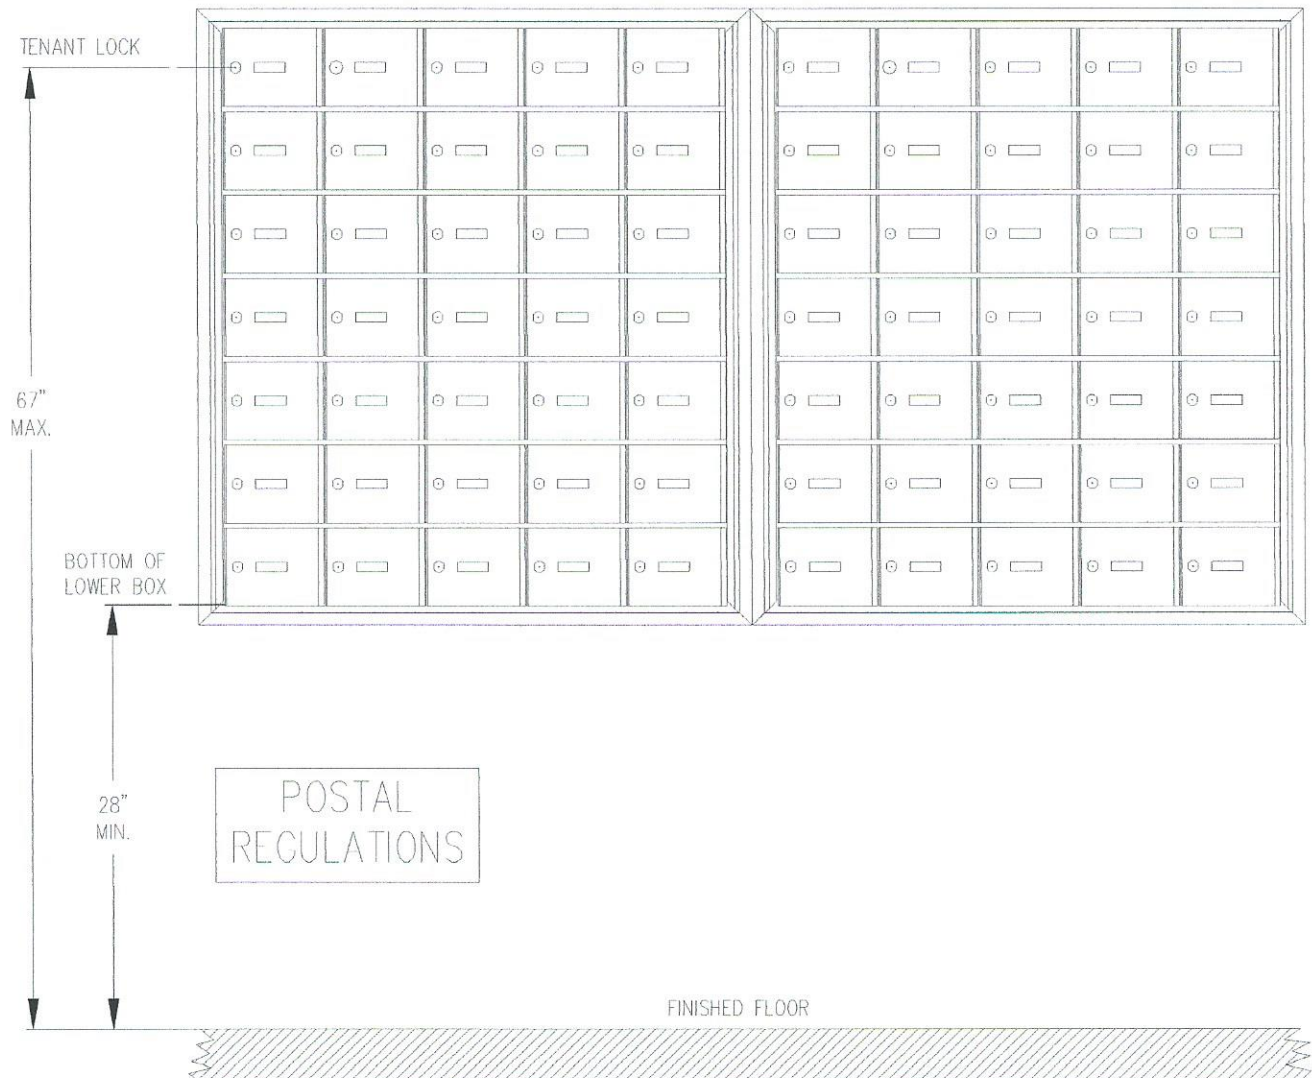 TENANT LOCK
67"
MAX.
BOTTOM OF
LOWER BOX
28"
MIN.
POSTAL
REGULATIONS
FINISHED FLOOR